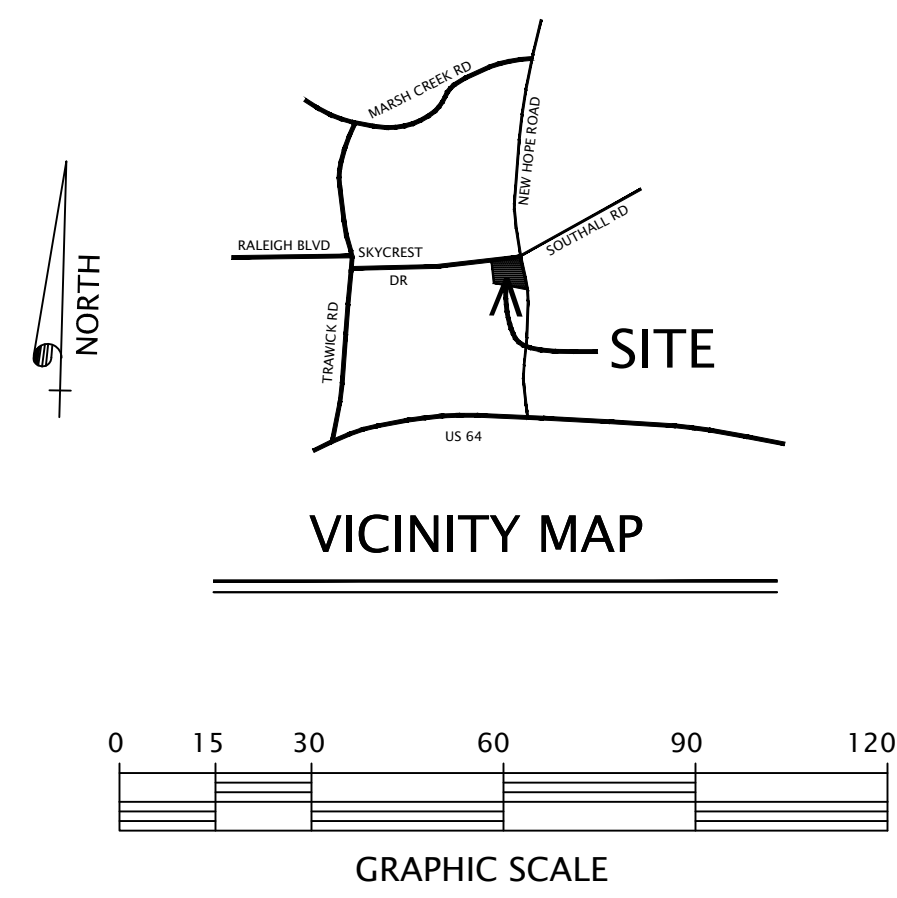 MARSH CREEK RD
NEW HOPE ROAD
SOUTHALL RD
RALEIGH BLVD
SKYCREST
DR
NORTH
TRAWICK RD
SITE
US 64
VICINITY MAP
0 15 30 60 90 120
GRAPHIC SCALE